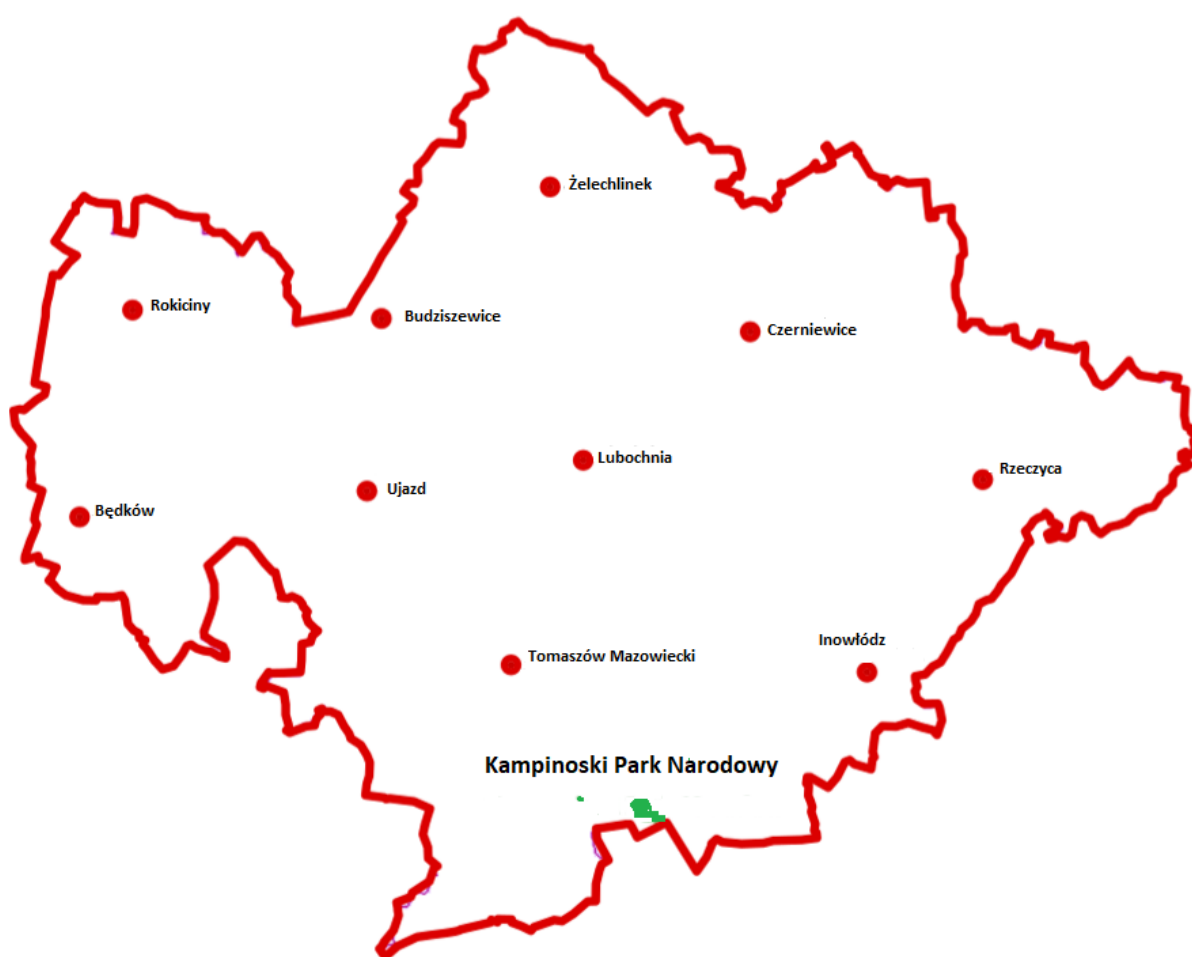 Żelechlinek
Rokiciny
Budziszewice
Czerniewice
Lubochnia
Rzeczyca
Ujazd
Będków
Inowłódz
Tomaszów Mazowiecki
Kampinoski Park Narodowy